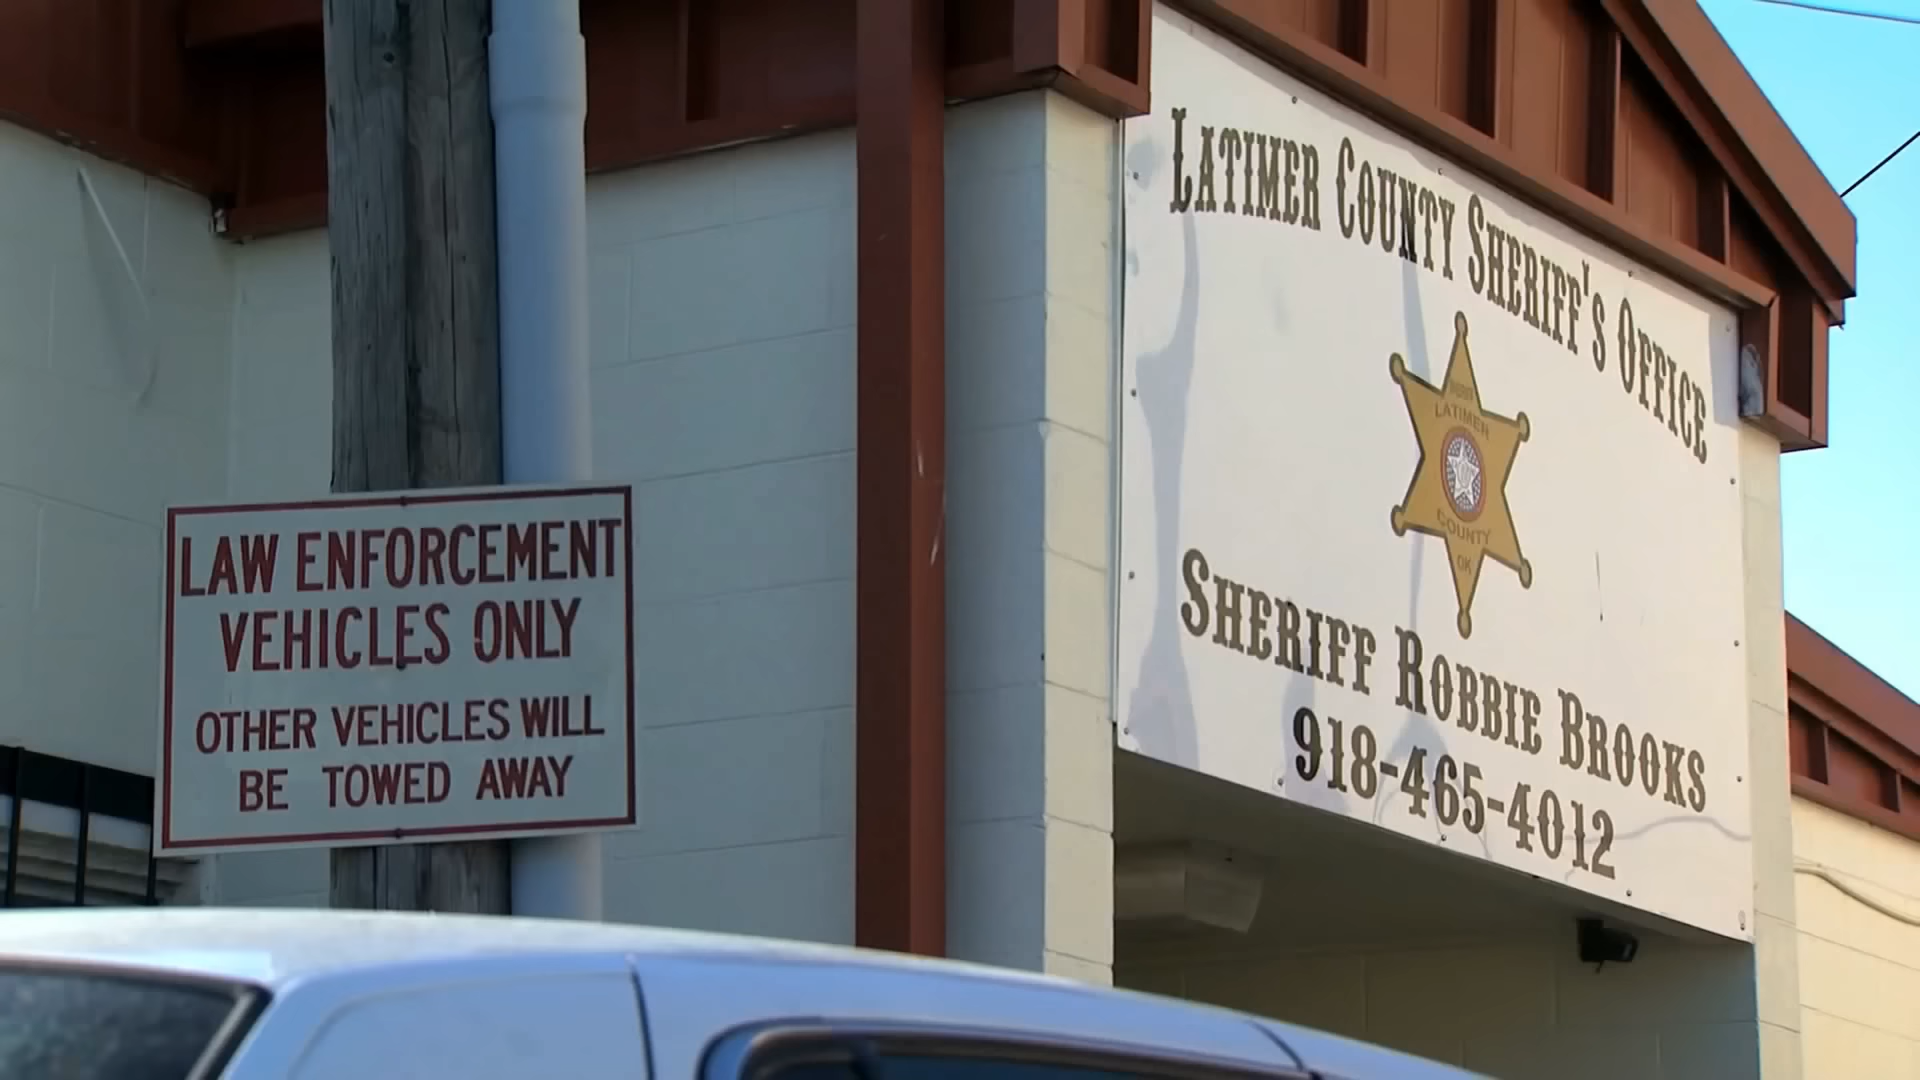 LAW ENFORCEMENT
VEHICLES ONLY
OTHER VEHICLES WILL
BE TOWED AWAY
LATIMER COUNTY SHERIFF'S OFFICE
LATIMER
COUNTY
OK
SHERIFF ROBBIE BROOKS
918-465-4012